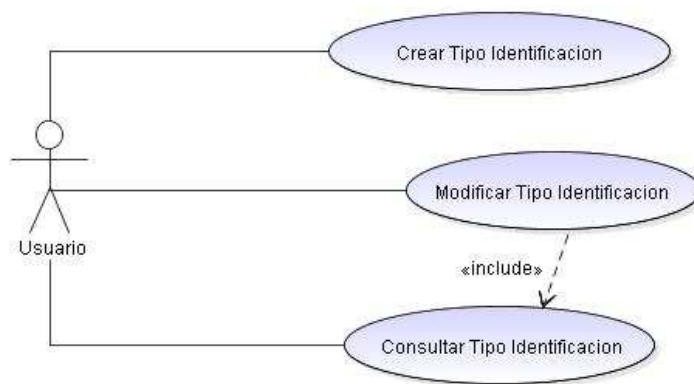 Crear Tipo Identificacion
Modificar Tipo Identificacion
Usuario
«include»
Consultar Tipo Identificacion